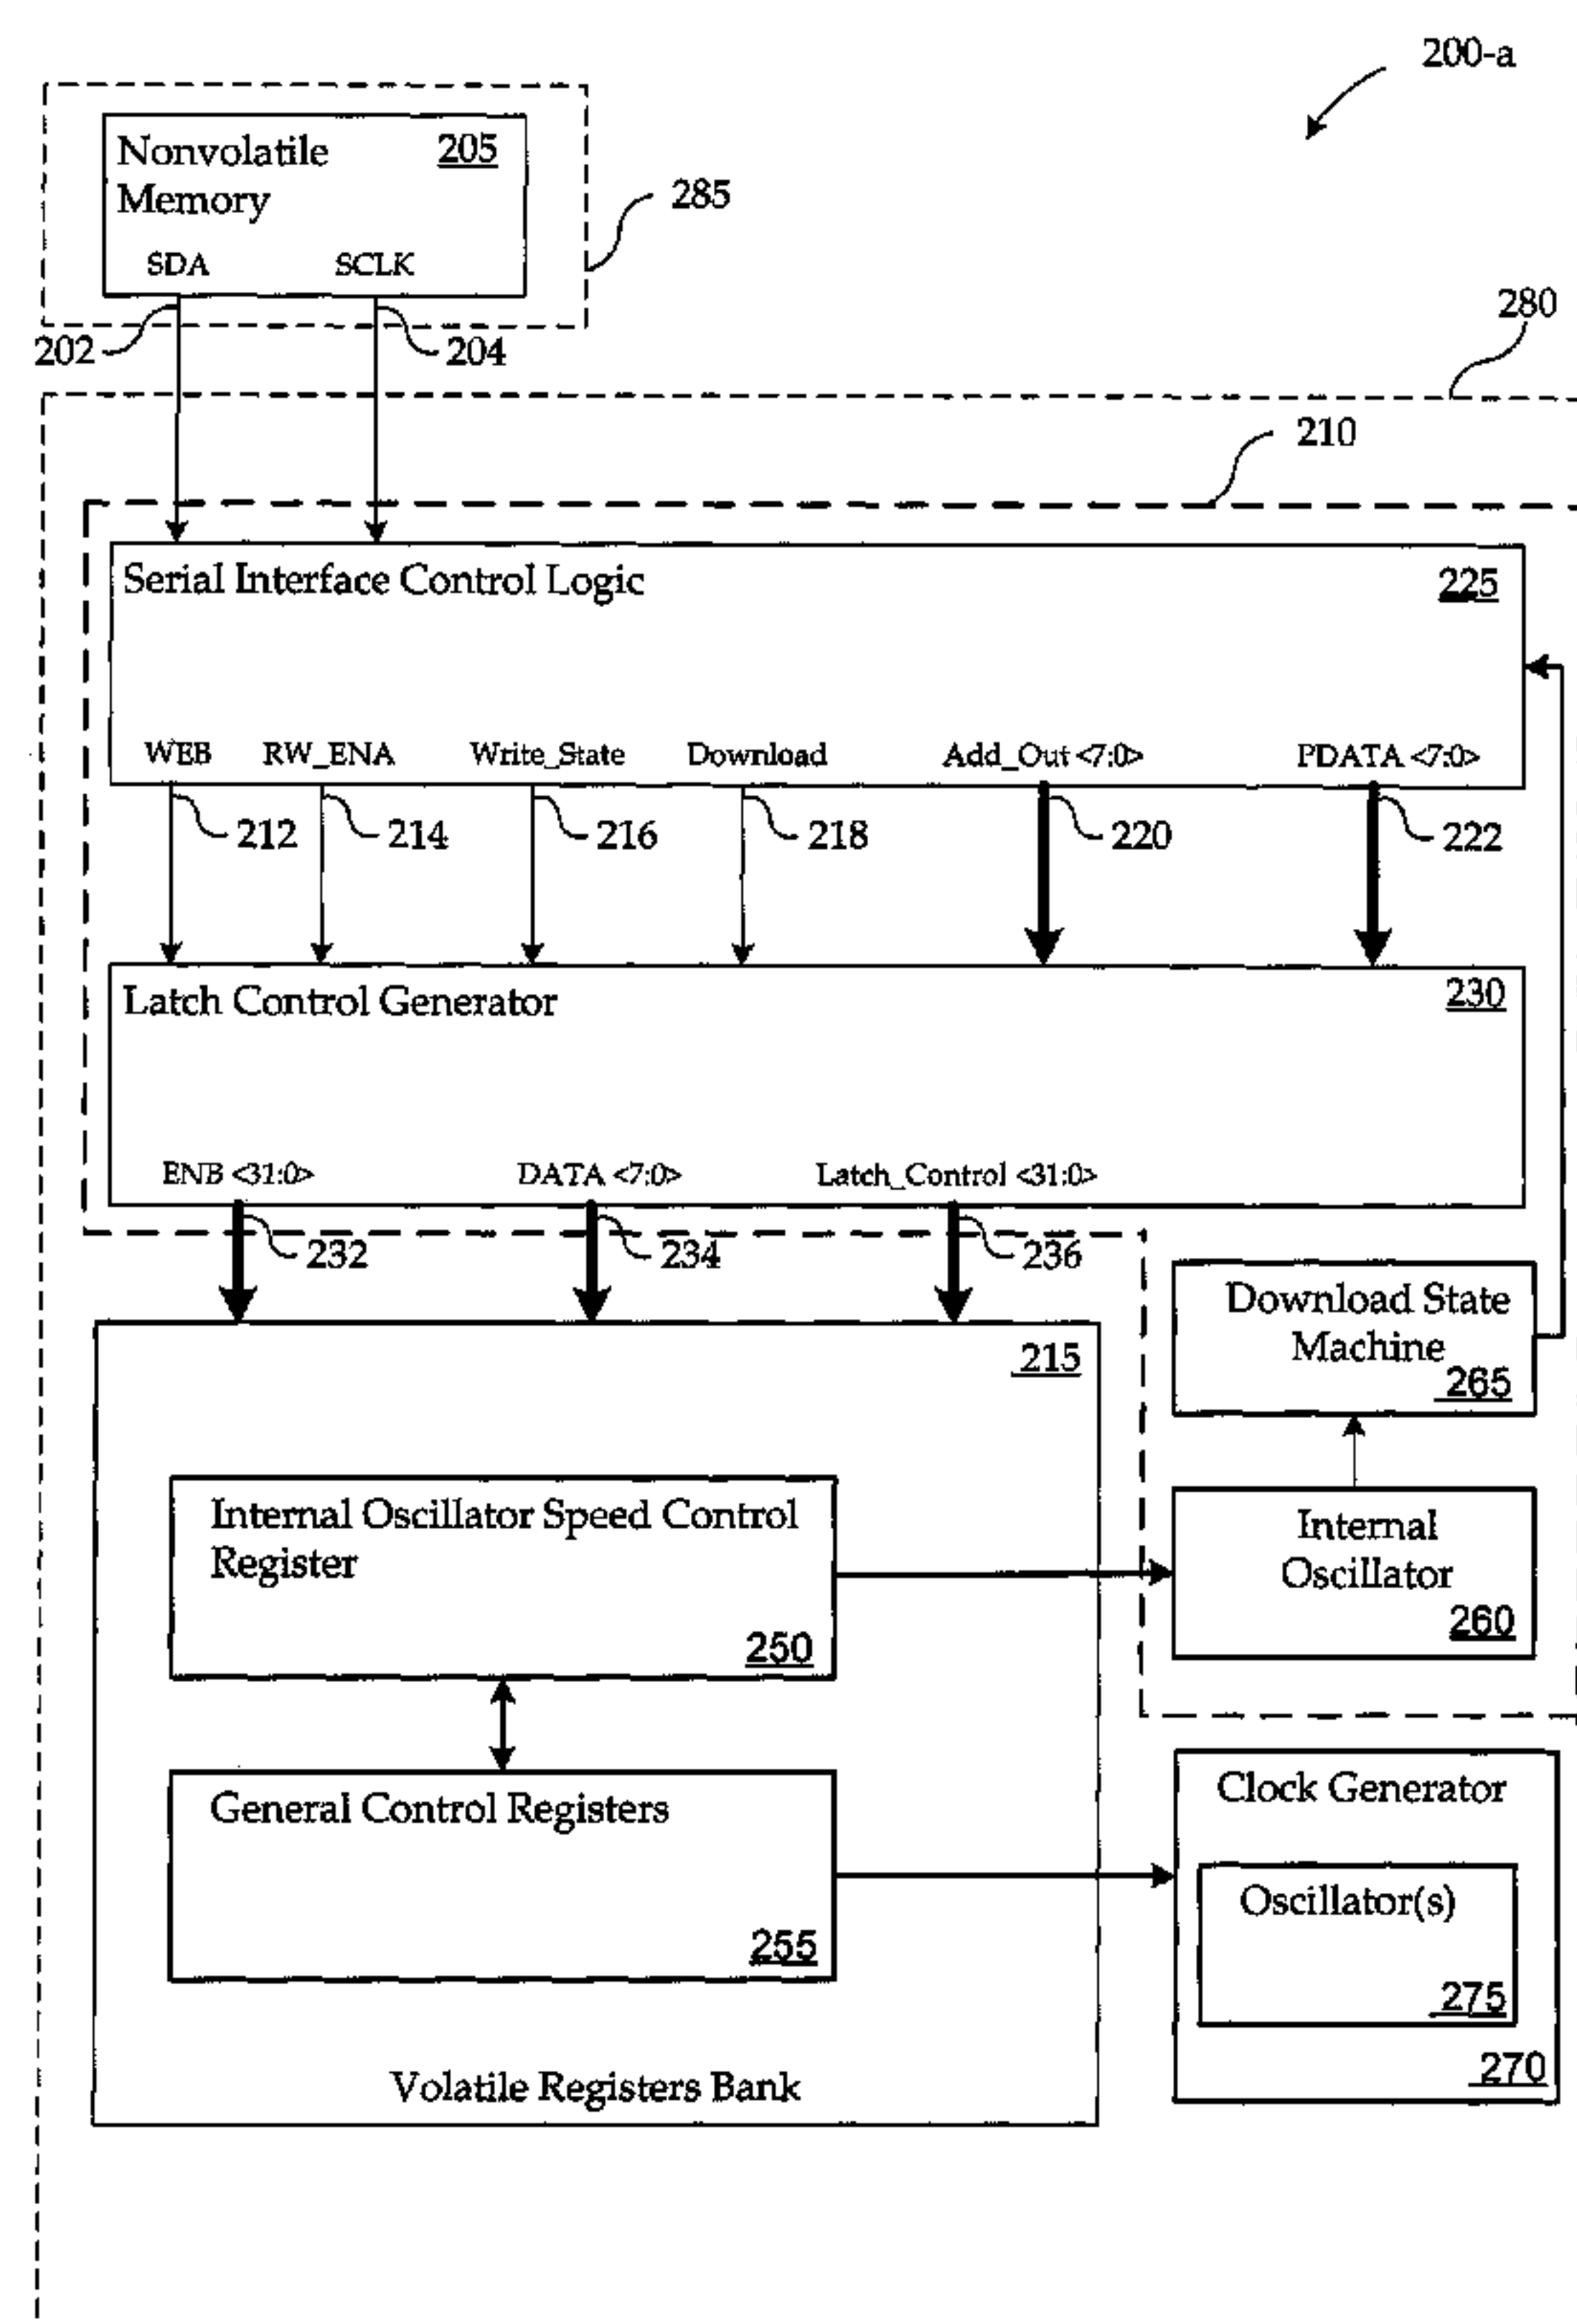 200-a
Nonvolatile 205
Memory
285
SDA SCLK
280
202 204
210
Serial Interface Control Logic 225
WEB RW_ENA Write_State Download Add_Out <7:0> PDATA <7:0>
212 214 216 218 220 222
Latch Control Generator 230
ENB <31:0> DATA <7:0> Latch_Control <31:0>
232 234 236
Download State
Machine
265
215
Internal Oscillator Speed Control
Register
250
Internal
Oscillator
260
General Control Registers
255
Clock Generator
Oscillator(s)
275
270
Volatile Registers Bank